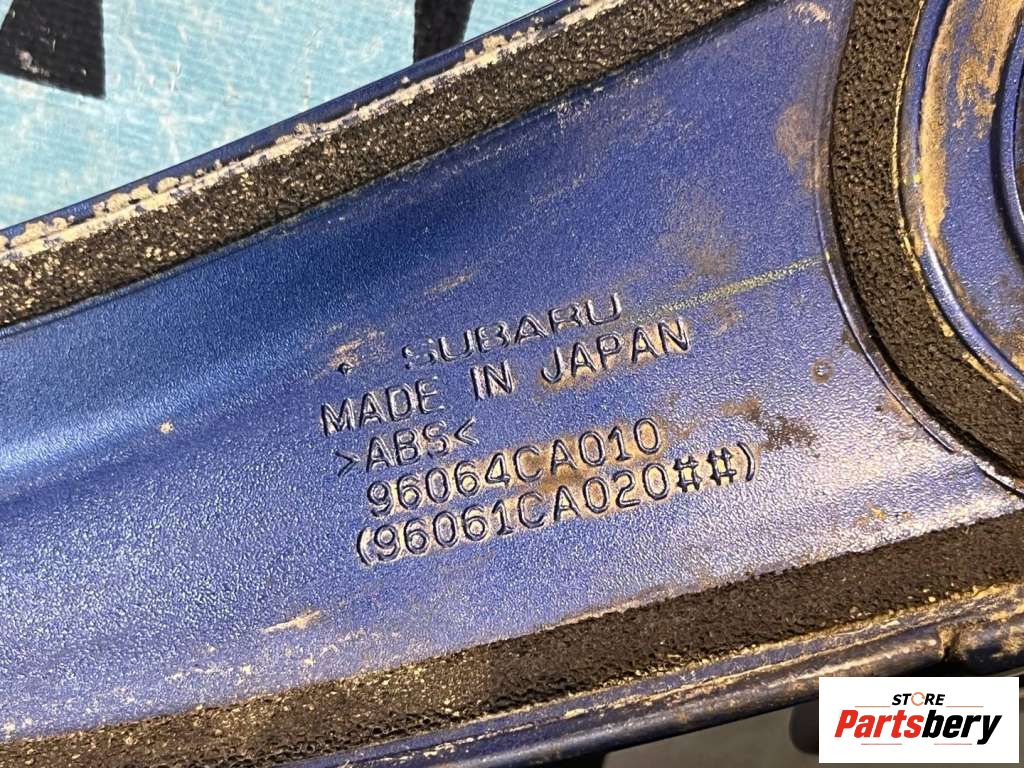 SUBARU
MADE IN JAPAN
>ABS<
96064CA010
(96061CA020##)
STORE
Partsbery